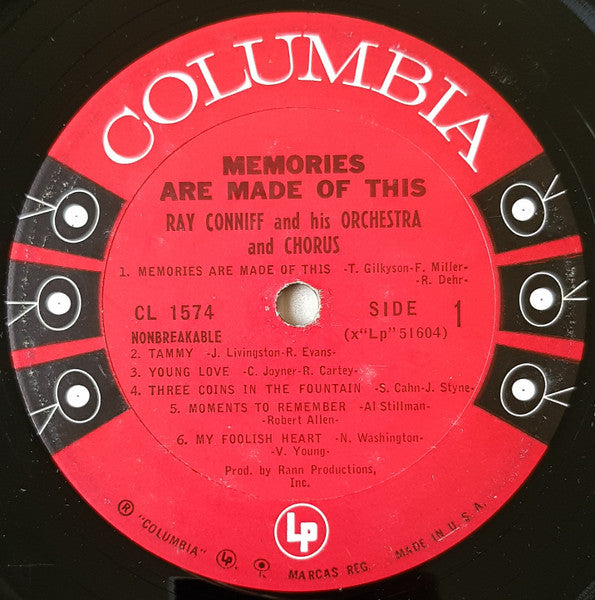 COLUMBIA
MEMORIES
ARE MADE OF THIS
RAY CONNIFF and his ORCHESTRA
and CHORUS
1. MEMORIES ARE MADE OF THIS -T. Gilkyson-F. Miller-
-R. Dehr-
CL 1574
SIDE 1
NONBREAKABLE
(x"Lp"51604)
2. TAMMY -J. Livingston-R. Evans-
3. YOUNG LOVE -C. Joyner-R. Cartey-
4. THREE COINS IN THE FOUNTAIN -S. Cahn-J. Styne-
5. MOMENTS TO REMEMBER -Al Stillman-
-Robert Allen-
6. MY FOOLISH HEART -N. Washington-
-V. Young-
Prod. by Rann Productions,
Inc.
Lp
® "COLUMBIA" Lp. MARCAS REG. MADE IN U.S.A.